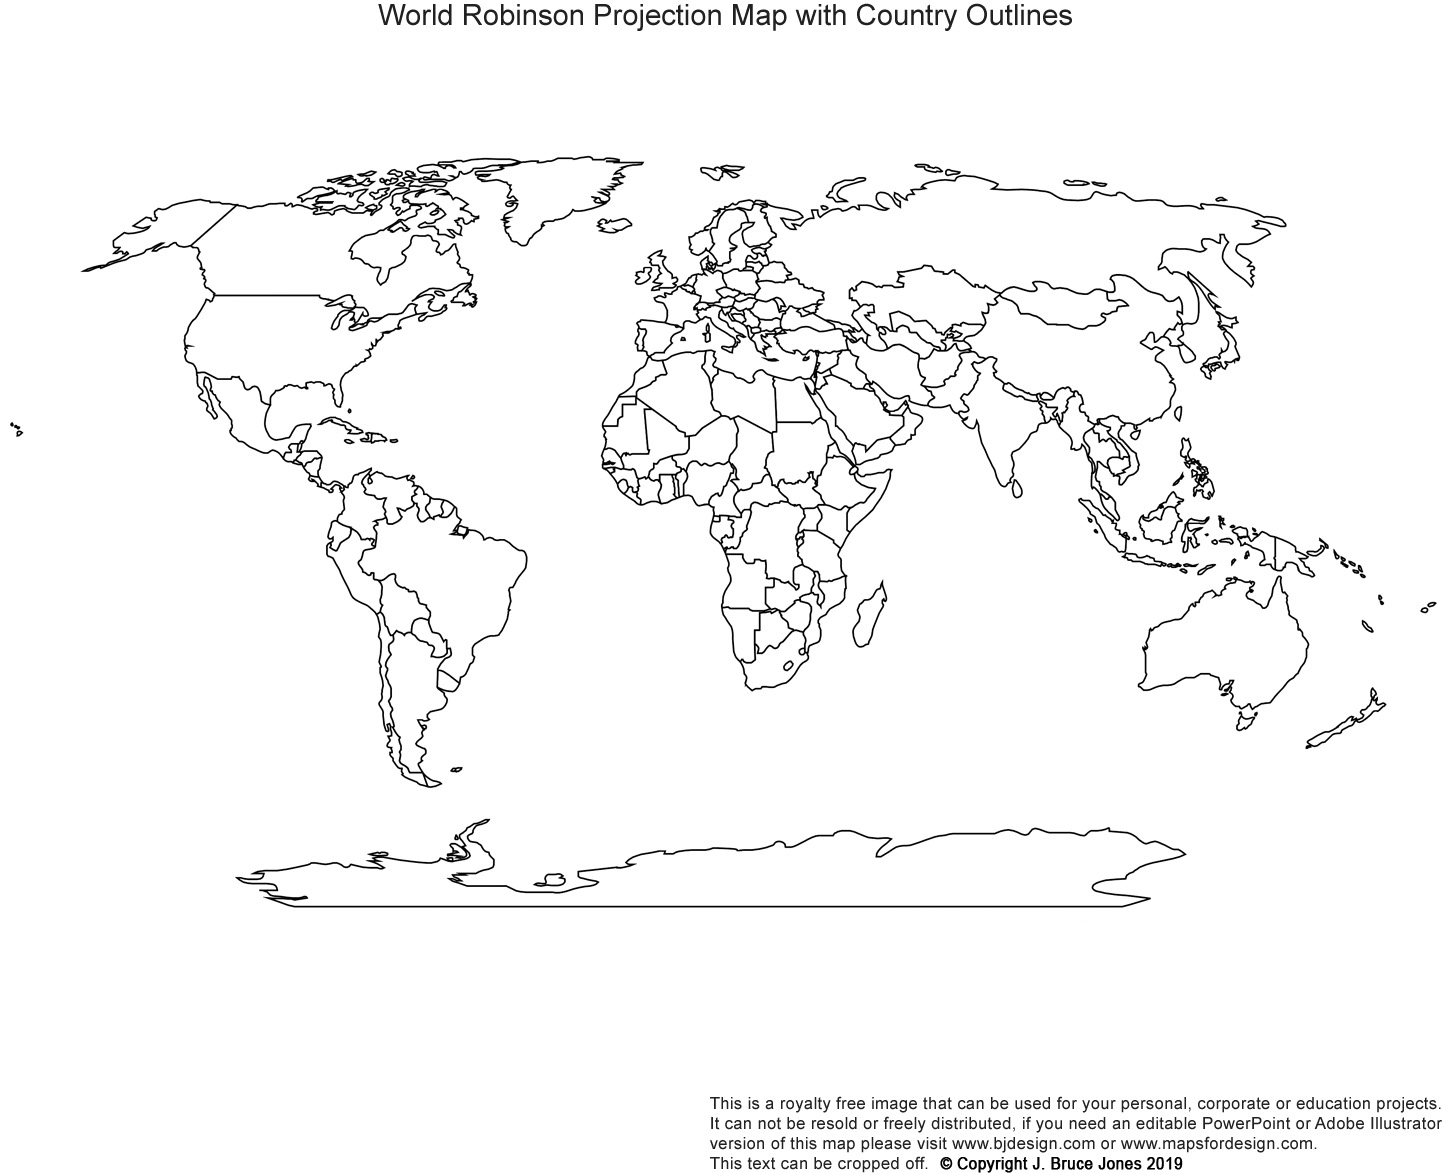 World Robinson Projection Map with Country Outlines
This is a royalty free image that can be used for your personal, corporate or education projects.
It can not be resold or freely distributed, if you need an editable PowerPoint or Adobe Illustrator
version of this map please visit www.bjdesign.com or www.mapsfordesign.com.
This text can be cropped off. © Copyright J. Bruce Jones 2019